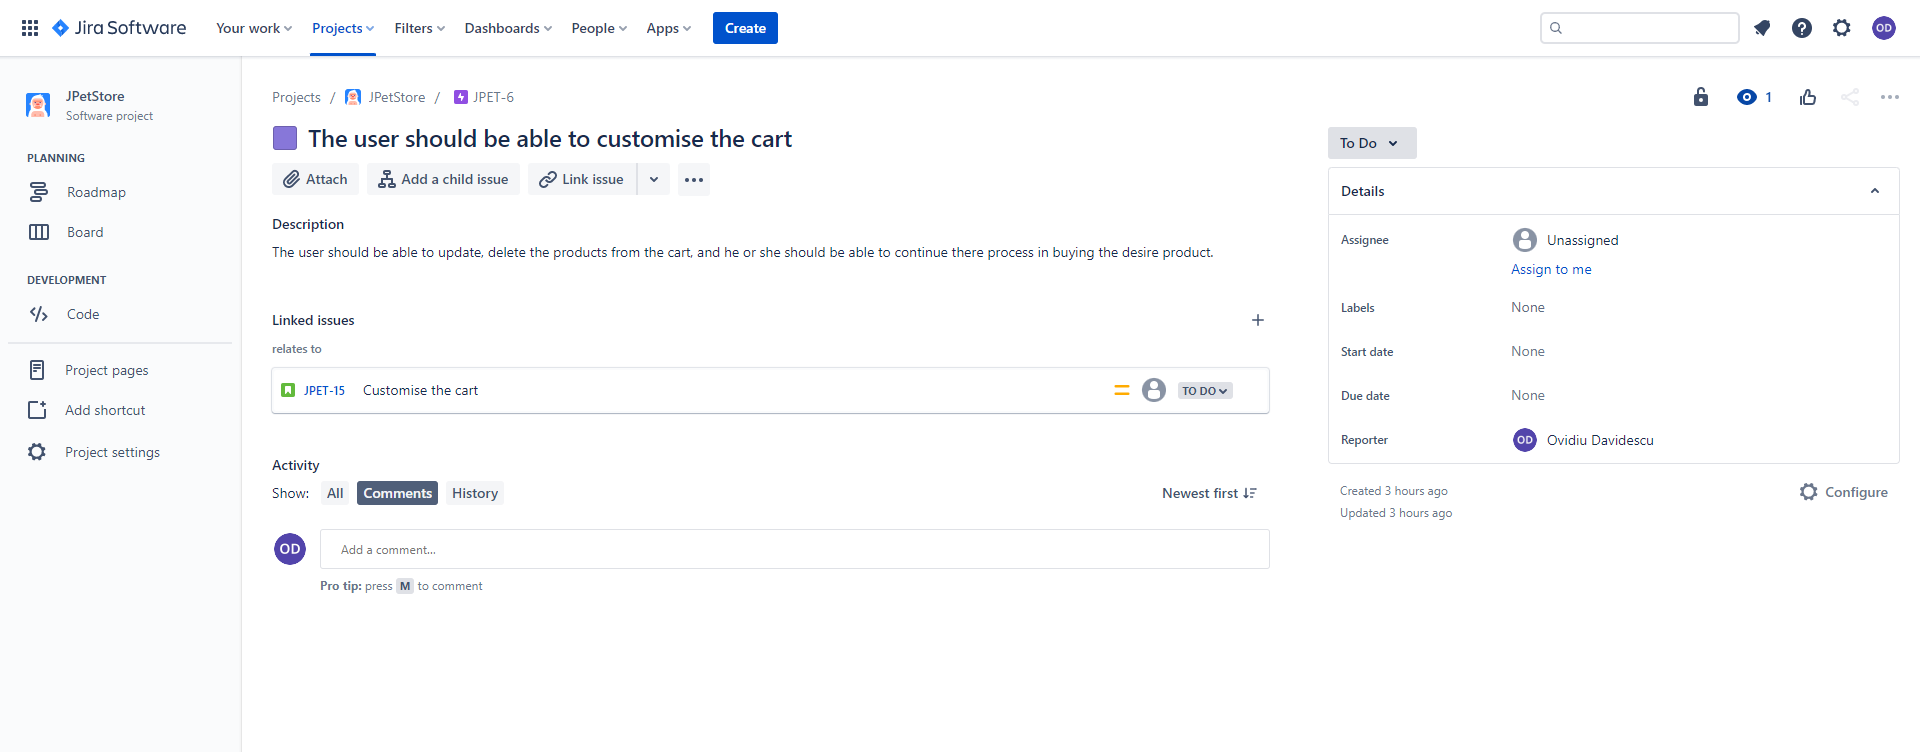 Jira Software Your work Projects Filters Dashboards People Apps Create OD
JPetStore
Software project
PLANNING
Roadmap
Board
DEVELOPMENT
Code
Project pages
Add shortcut
Project settings
Projects / JPetStore / JPET-6
1
The user should be able to customise the cart
Attach Add a child issue Link issue
Description
The user should be able to update, delete the products from the cart, and he or she should be able to continue there process in buying the desire product.
Linked issues
relates to
JPET-15 Customise the cart TO DO
Activity
Show: All Comments History Newest first
OD Add a comment...
Pro tip: press M to comment
To Do
Details
Assignee Unassigned
Assign to me
Labels None
Start date None
Due date None
Reporter OD Ovidiu Davidescu
Created 3 hours ago Configure
Updated 3 hours ago